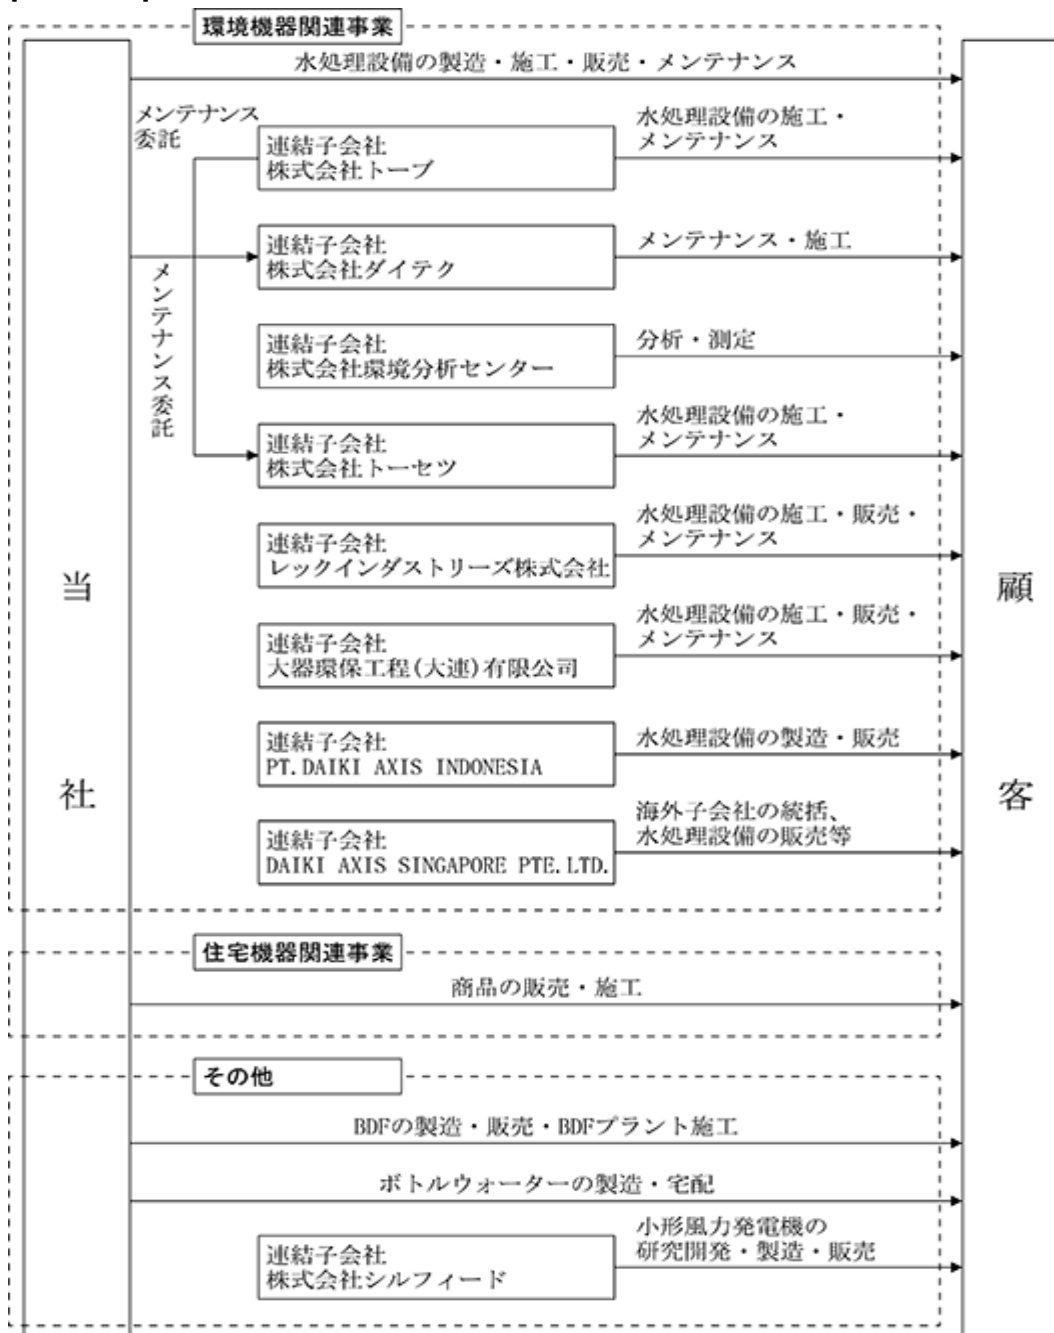 環境機器関連事業
水処理設備の製造・施工・販売・メンテナンス
メンテナンス
委託
連結子会社
株式会社トーブ
水処理設備の施工・
メンテナンス
連結子会社
株式会社ダイテク
メンテナンス・施工
メンテナンス委託
連結子会社
株式会社環境分析センター
分析・測定
連結子会社
株式会社トーセツ
水処理設備の施工・
メンテナンス
連結子会社
レックインダストリーズ株式会社
水処理設備の施工・販売・
メンテナンス
当社
顧客
連結子会社
大器環保工程(大連)有限公司
水処理設備の施工・販売・
メンテナンス
連結子会社
PT.DAIKI AXIS INDONESIA
水処理設備の製造・販売
連結子会社
DAIKI AXIS SINGAPORE PTE.LTD.
海外子会社の統括、
水処理設備の販売等
住宅機器関連事業
商品の販売・施工
その他
BDFの製造・販売・BDFプラント施工
ボトルウォーターの製造・宅配
連結子会社
株式会社シルフィード
小形風力発電機の
研究開発・製造・販売